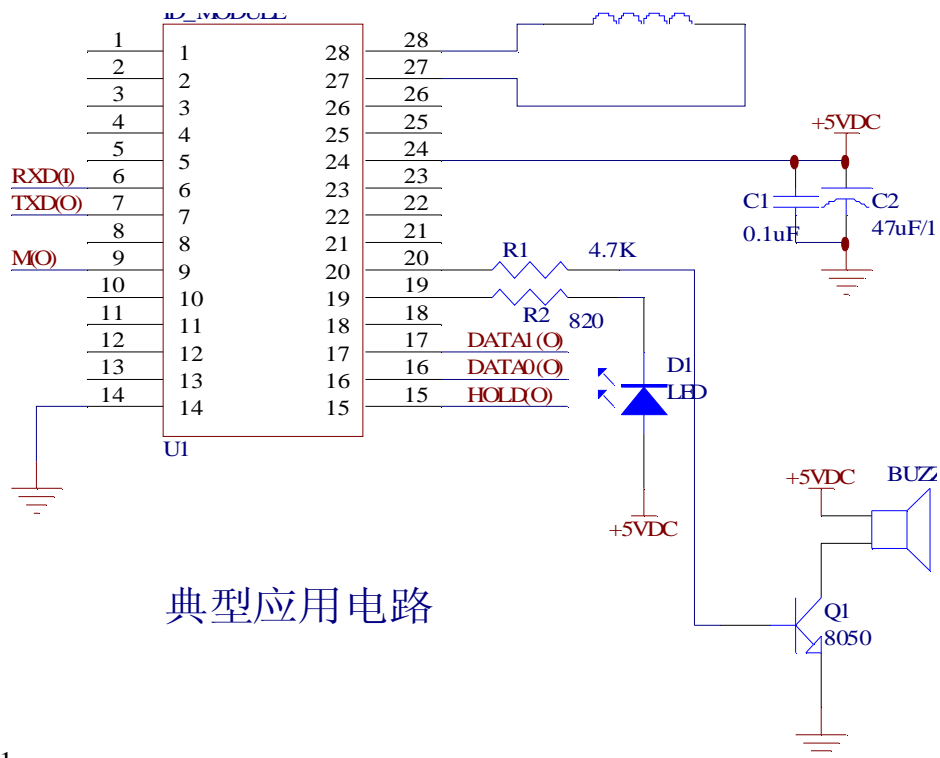 ID_MODULE
1 1 28 28
2 2 27 27
3 3 26 26
4 4 25 25
5 5 24 24
RXD(I) 6 6 23 23
TXD(O) 7 7 22 22
8 8 21 21
M(O) 9 9 20 20
10 10 19 19
11 11 18 18
12 12 17 17
13 13 16 16
14 14 15 15
U1
+5VDC
C1
0.1uF
C2
47uF/1
R1 4.7K
R2 820
DATA1(O)
DATA0(O)
HOLD(O)
D1
LED
+5VDC
+5VDC
BUZZ
Q1
8050
典型应用电路
1